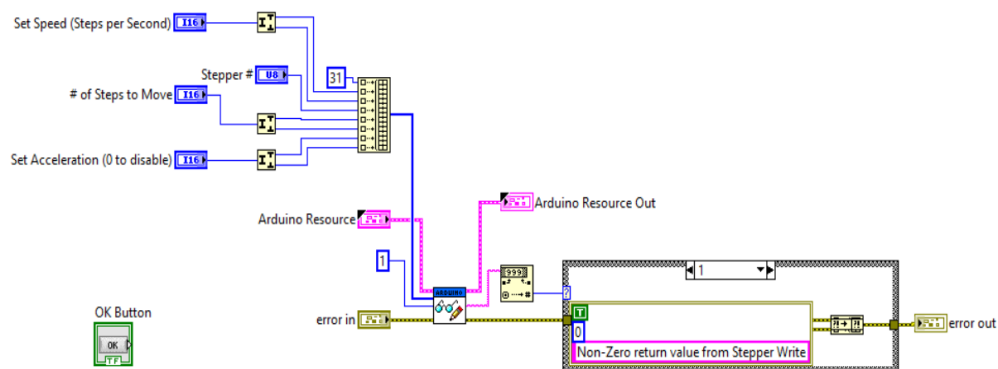 Set Speed (Steps per Second)
I16
Stepper #
U8
31
# of Steps to Move
I16
Set Acceleration (0 to disable)
I16
Arduino Resource
Arduino Resource Out
1
999
#
1
ARDUINO
?
OK Button
OK
TF
error in
T
0
Non-Zero return value from Stepper Write
error out